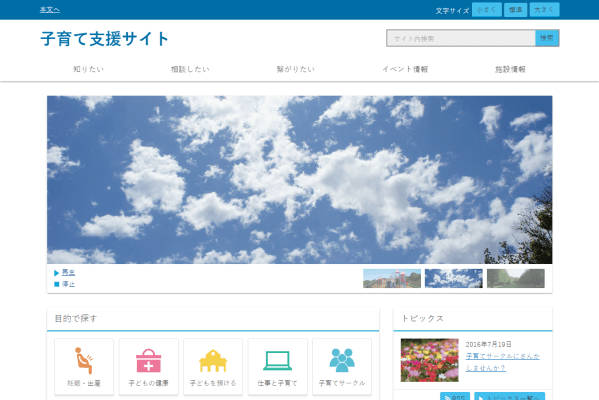 本文へ
文字サイズ 小さく 標準 大きく
子育て支援サイト
サイト内検索 検索
知りたい 相談したい 繋がりたい イベント情報 施設情報
再生
停止
目的で探す
妊娠・出産 子どもの健康 子どもを預ける 仕事と子育て 子育てサークル
トピックス
2016年7月19日
子育てサークルにさんか
しませんか？
RSS トピックス一覧へ